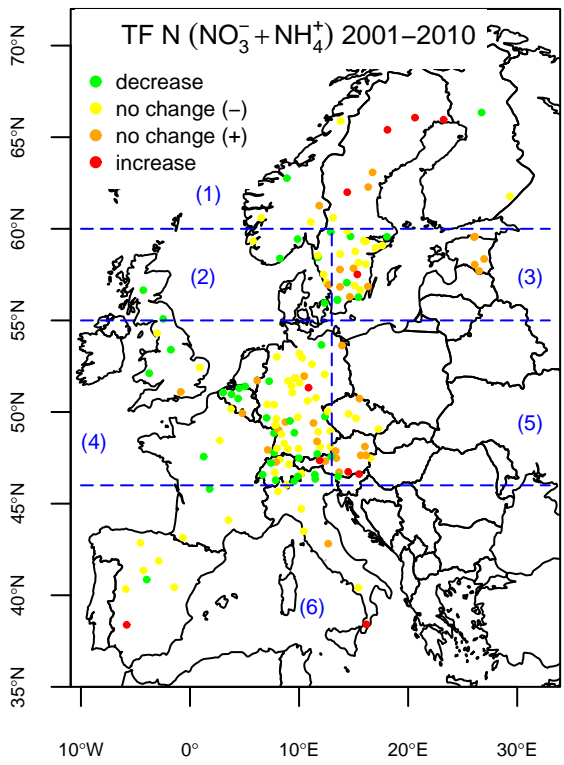 TF N (NO₃⁻ + NH₄⁺) 2001–2010
decrease
no change (–)
no change (+)
increase
(1)
(2)
(3)
(4)
(5)
(6)
70°N
65°N
60°N
55°N
50°N
45°N
40°N
35°N
10°W 0° 10°E 20°E 30°E